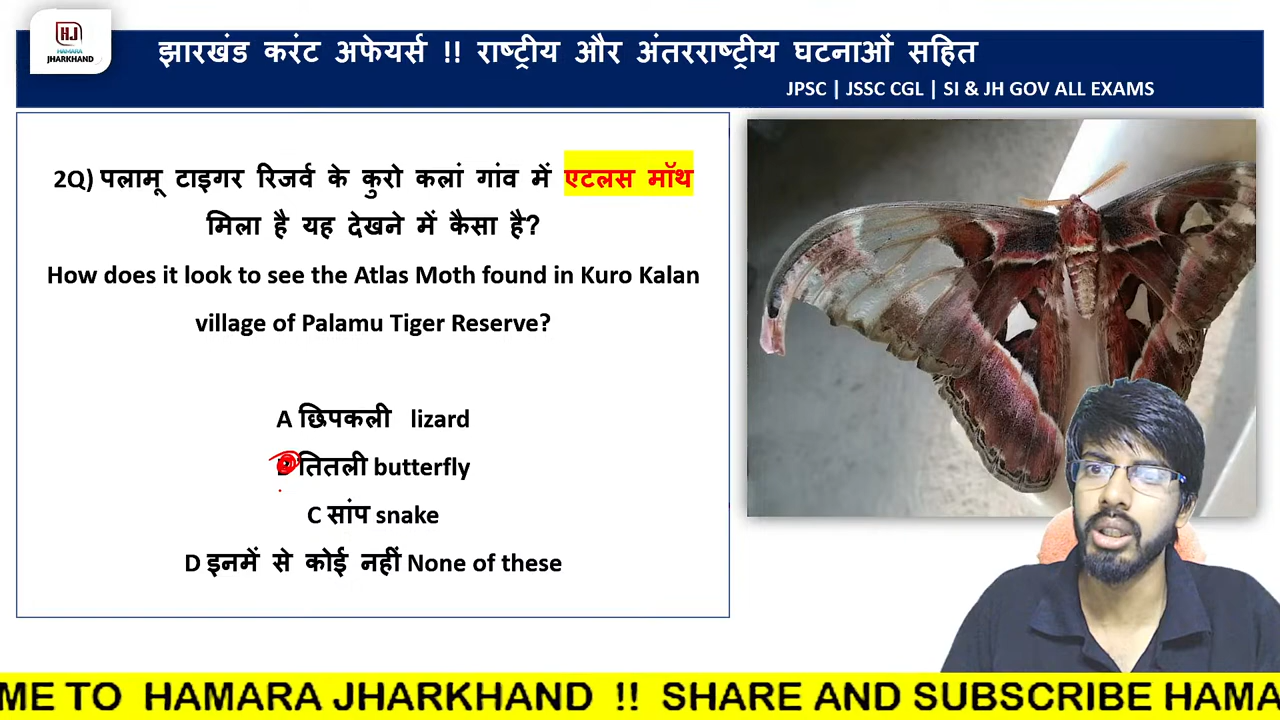 HJ
HAMARA
JHARKHAND
झारखंड करंट अफेयर्स !! राष्ट्रीय और अंतरराष्ट्रीय घटनाओं सहित
JPSC | JSSC CGL | SI & JH GOV ALL EXAMS
2Q) पलामू टाइगर रिजर्व के कुरो कलां गांव में एटलस मॉथ
मिला है यह देखने में कैसा है?
How does it look to see the Atlas Moth found in Kuro Kalan
village of Palamu Tiger Reserve?
A छिपकली lizard
B तितली butterfly
C सांप snake
D इनमें से कोई नहीं None of these
ME TO HAMARA JHARKHAND !! SHARE AND SUBSCRIBE HAMA